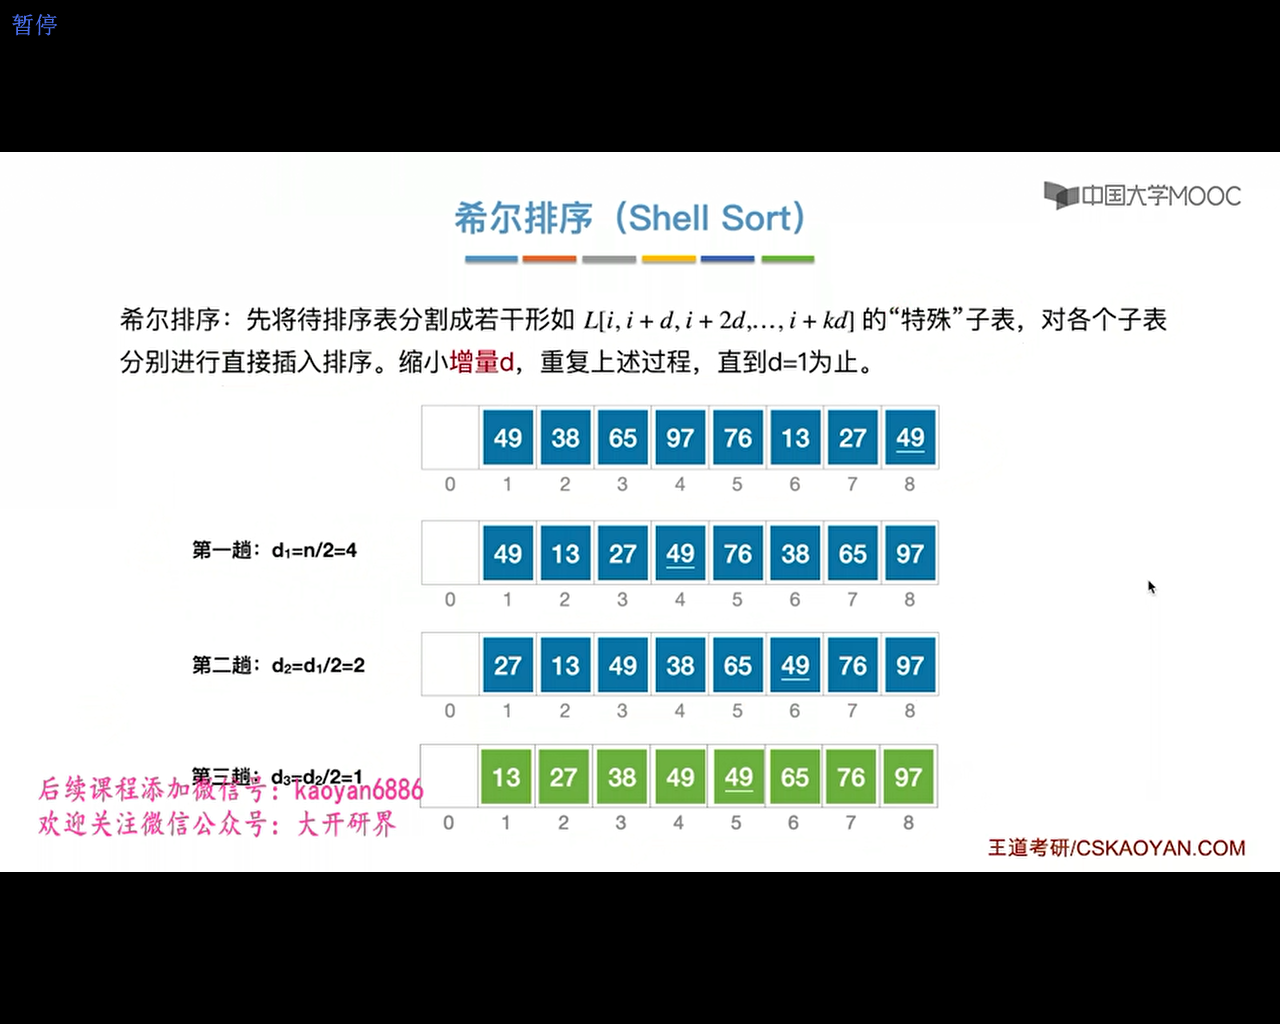 暂停
中国大学MOOC
希尔排序（Shell Sort）
希尔排序：先将待排序表分割成若干形如 L[i, i + d, i + 2d,…, i + kd] 的“特殊”子表，对各个子表
分别进行直接插入排序。缩小增量d，重复上述过程，直到d=1为止。
49 38 65 97 76 13 27 49
0 1 2 3 4 5 6 7 8
第一趟：d₁=n/2=4 49 13 27 49 76 38 65 97
0 1 2 3 4 5 6 7 8
第二趟：d₂=d₁/2=2 27 13 49 38 65 49 76 97
0 1 2 3 4 5 6 7 8
第三趟：d₃=d₂/2=1 13 27 38 49 49 65 76 97
后续课程添加微信号：kaoyan6886
欢迎关注微信公众号：大开研界
0 1 2 3 4 5 6 7 8
王道考研/CSKAOYAN.COM